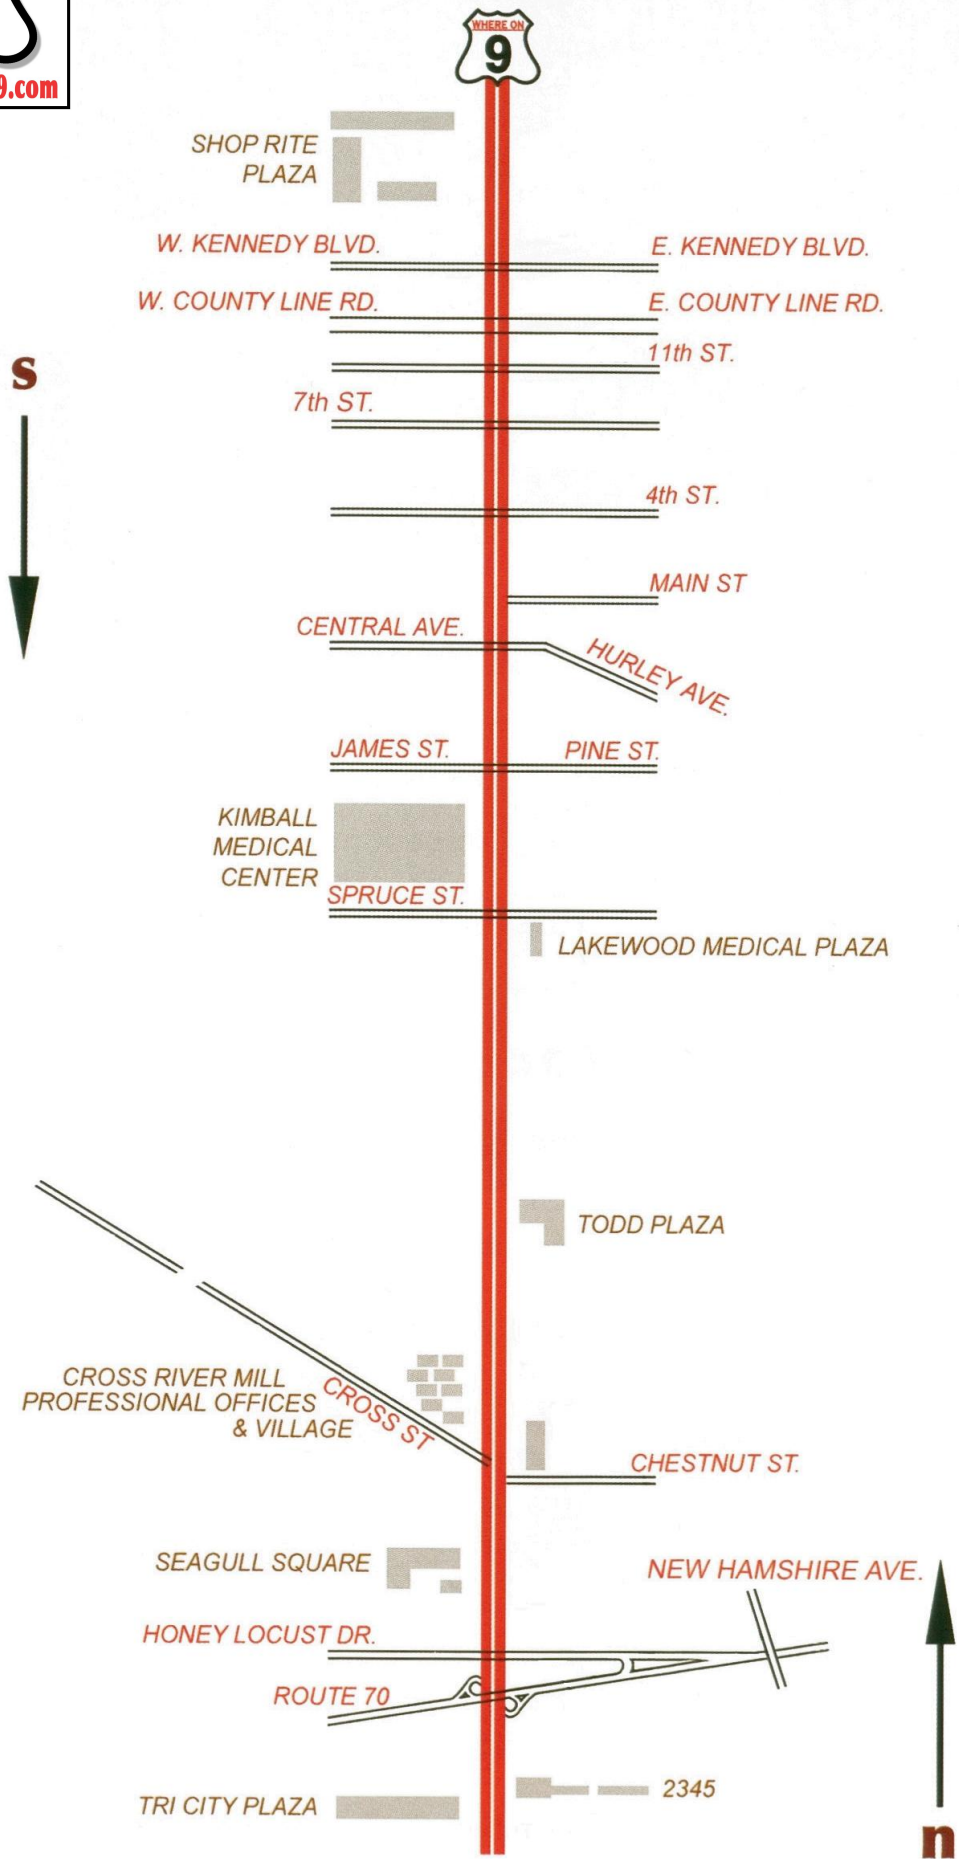 9.com
WHERE ON
9
SHOP RITE
PLAZA
W. KENNEDY BLVD.
E. KENNEDY BLVD.
W. COUNTY LINE RD.
E. COUNTY LINE RD.
11th ST.
s
7th ST.
4th ST.
MAIN ST
CENTRAL AVE.
HURLEY AVE.
JAMES ST.
PINE ST.
KIMBALL
MEDICAL
CENTER
SPRUCE ST.
LAKEWOOD MEDICAL PLAZA
TODD PLAZA
CROSS RIVER MILL
PROFESSIONAL OFFICES
& VILLAGE
CROSS ST
CHESTNUT ST.
SEAGULL SQUARE
NEW HAMSHIRE AVE.
HONEY LOCUST DR.
ROUTE 70
2345
TRI CITY PLAZA
n